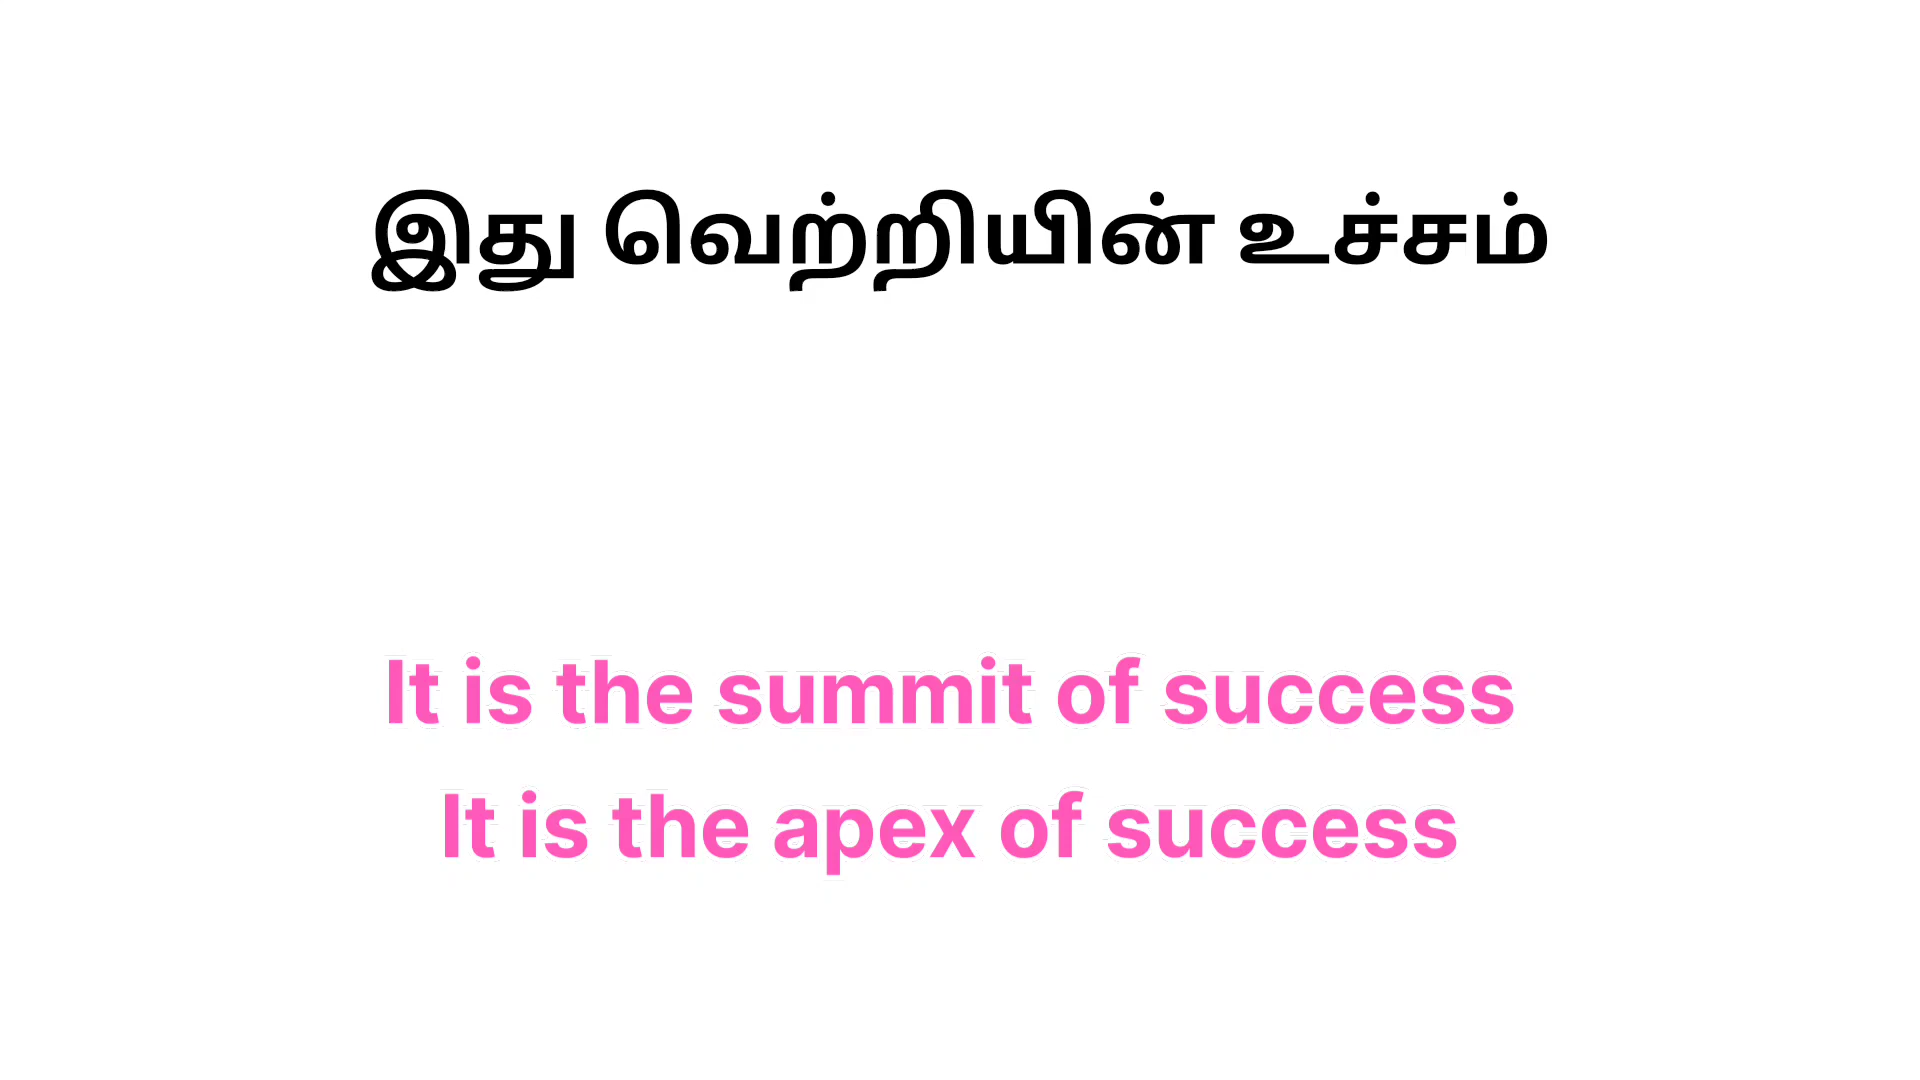 இது வெற்றியின் உச்சம்
It is the summit of success
It is the apex of success